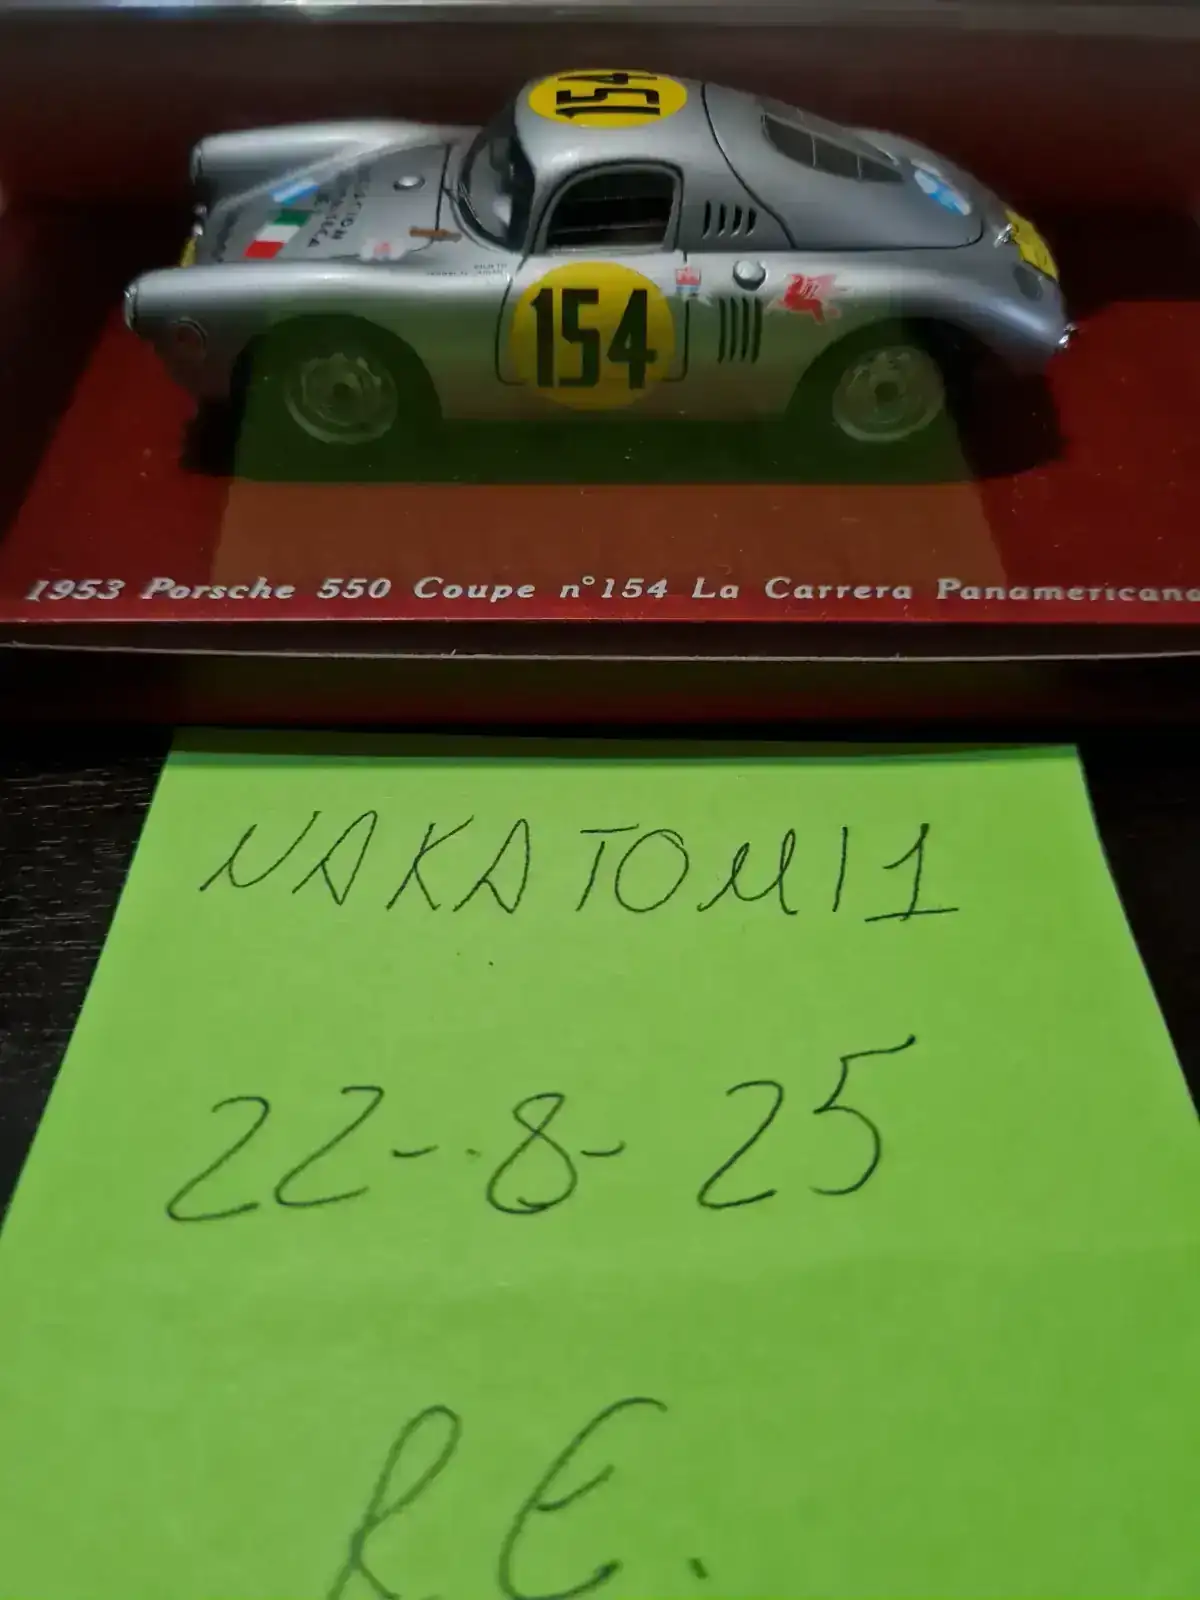 154
154
1953 Porsche 550 Coupe n°154 La Carrera Panamericana
NAKATOMI1
22-8-25
R.E.